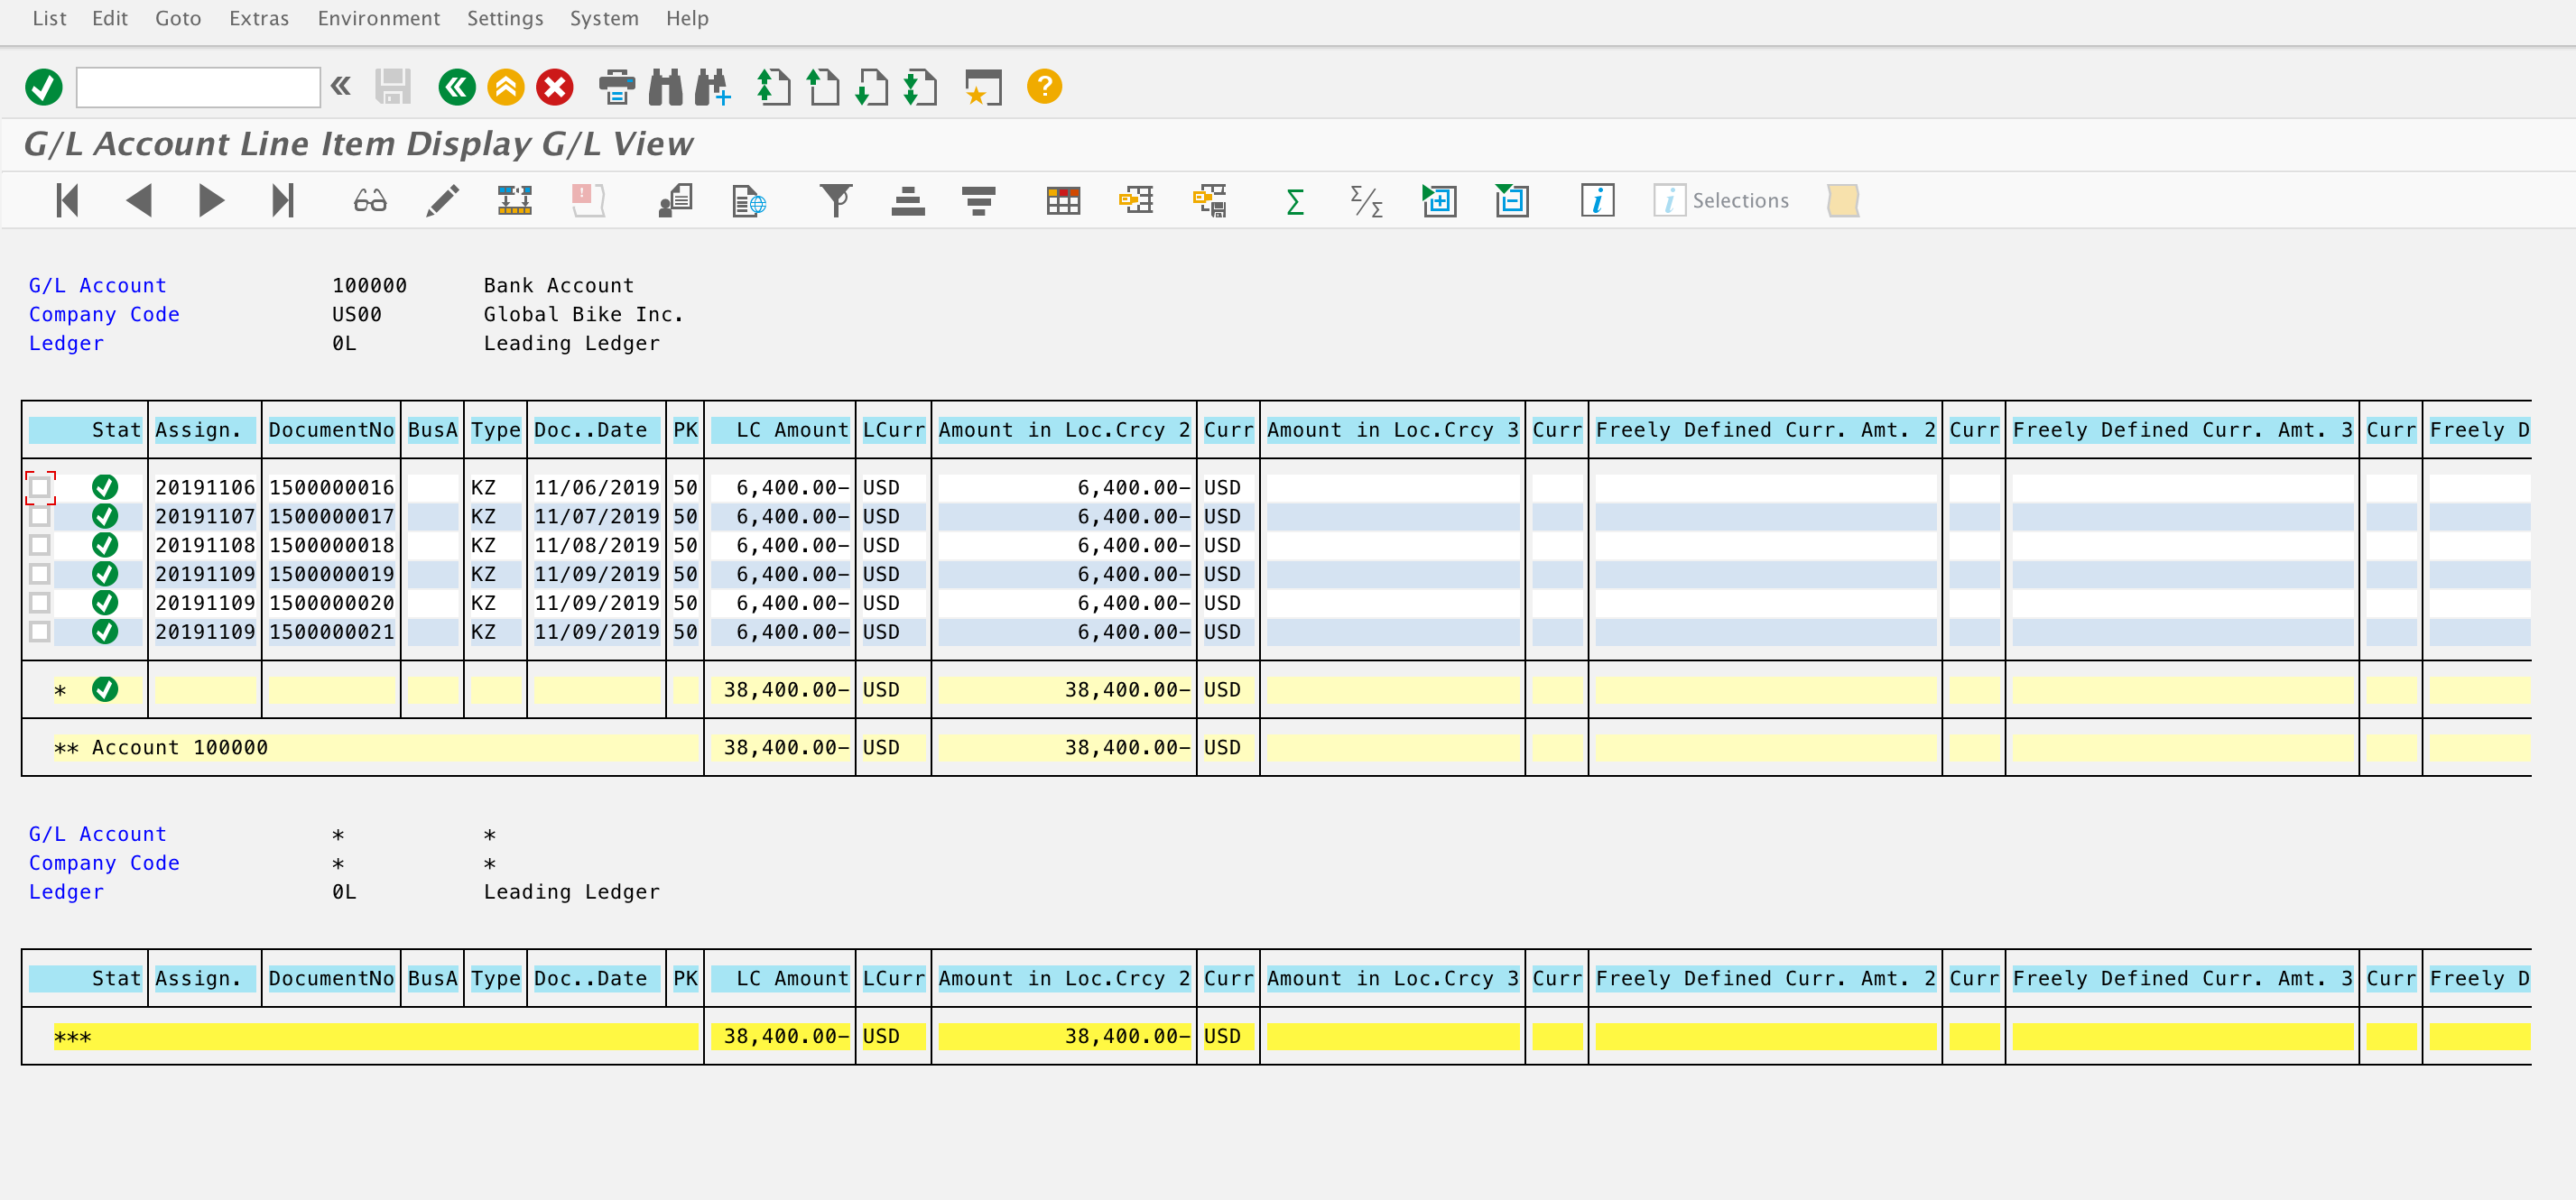 List Edit Goto Extras Environment Settings System Help
G/L Account Line Item Display G/L View
Selections
G/L Account 100000 Bank Account
Company Code US00 Global Bike Inc.
Ledger 0L Leading Ledger
Stat Assign. DocumentNo BusA Type Doc..Date PK LC Amount LCurr Amount in Loc.Crcy 2 Curr Amount in Loc.Crcy 3 Curr Freely Defined Curr. Amt. 2 Curr Freely Defined Curr. Amt. 3 Curr Freely D
20191106 1500000016 KZ 11/06/2019 50 6,400.00- USD 6,400.00- USD
20191107 1500000017 KZ 11/07/2019 50 6,400.00- USD 6,400.00- USD
20191108 1500000018 KZ 11/08/2019 50 6,400.00- USD 6,400.00- USD
20191109 1500000019 KZ 11/09/2019 50 6,400.00- USD 6,400.00- USD
20191109 1500000020 KZ 11/09/2019 50 6,400.00- USD 6,400.00- USD
20191109 1500000021 KZ 11/09/2019 50 6,400.00- USD 6,400.00- USD
* 38,400.00- USD 38,400.00- USD
** Account 100000 38,400.00- USD 38,400.00- USD
G/L Account * *
Company Code * *
Ledger 0L Leading Ledger
Stat Assign. DocumentNo BusA Type Doc..Date PK LC Amount LCurr Amount in Loc.Crcy 2 Curr Amount in Loc.Crcy 3 Curr Freely Defined Curr. Amt. 2 Curr Freely Defined Curr. Amt. 3 Curr Freely D
*** 38,400.00- USD 38,400.00- USD